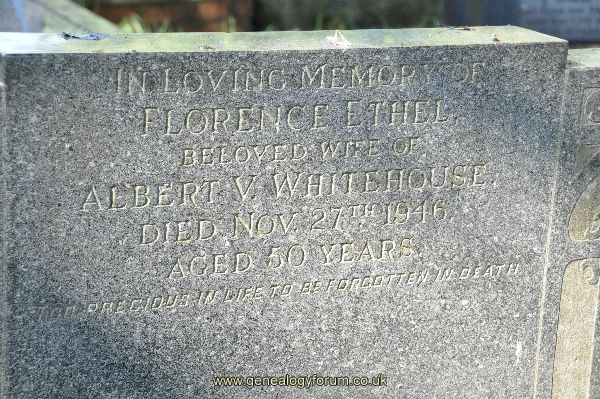 IN LOVING MEMORY OF
FLORENCE ETHEL,
BELOVED WIFE OF
ALBERT V. WHITEHOUSE.
DIED NOV. 27TH 1946,
AGED 50 YEARS.
TOO PRECIOUS IN LIFE TO BE FORGOTTEN IN DEATH.
www.genealogyforum.co.uk